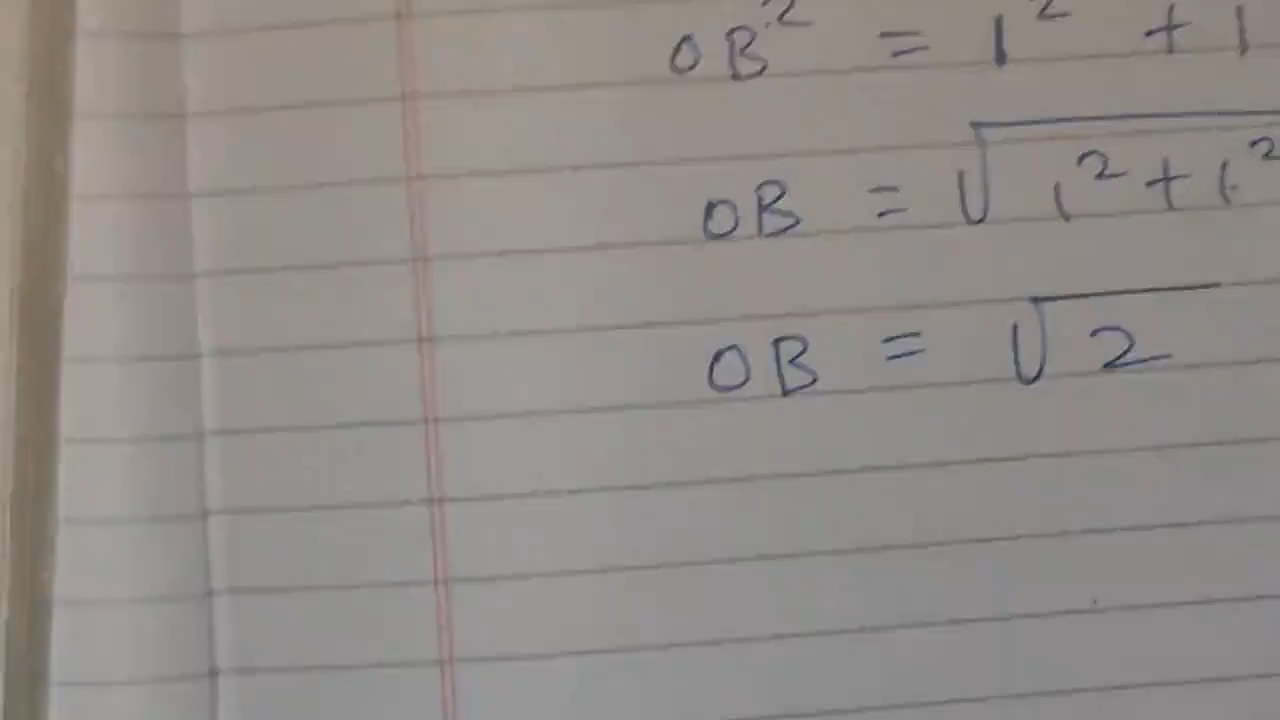 OB² = 1² + 1
OB = √1² + 1²
OB = √2